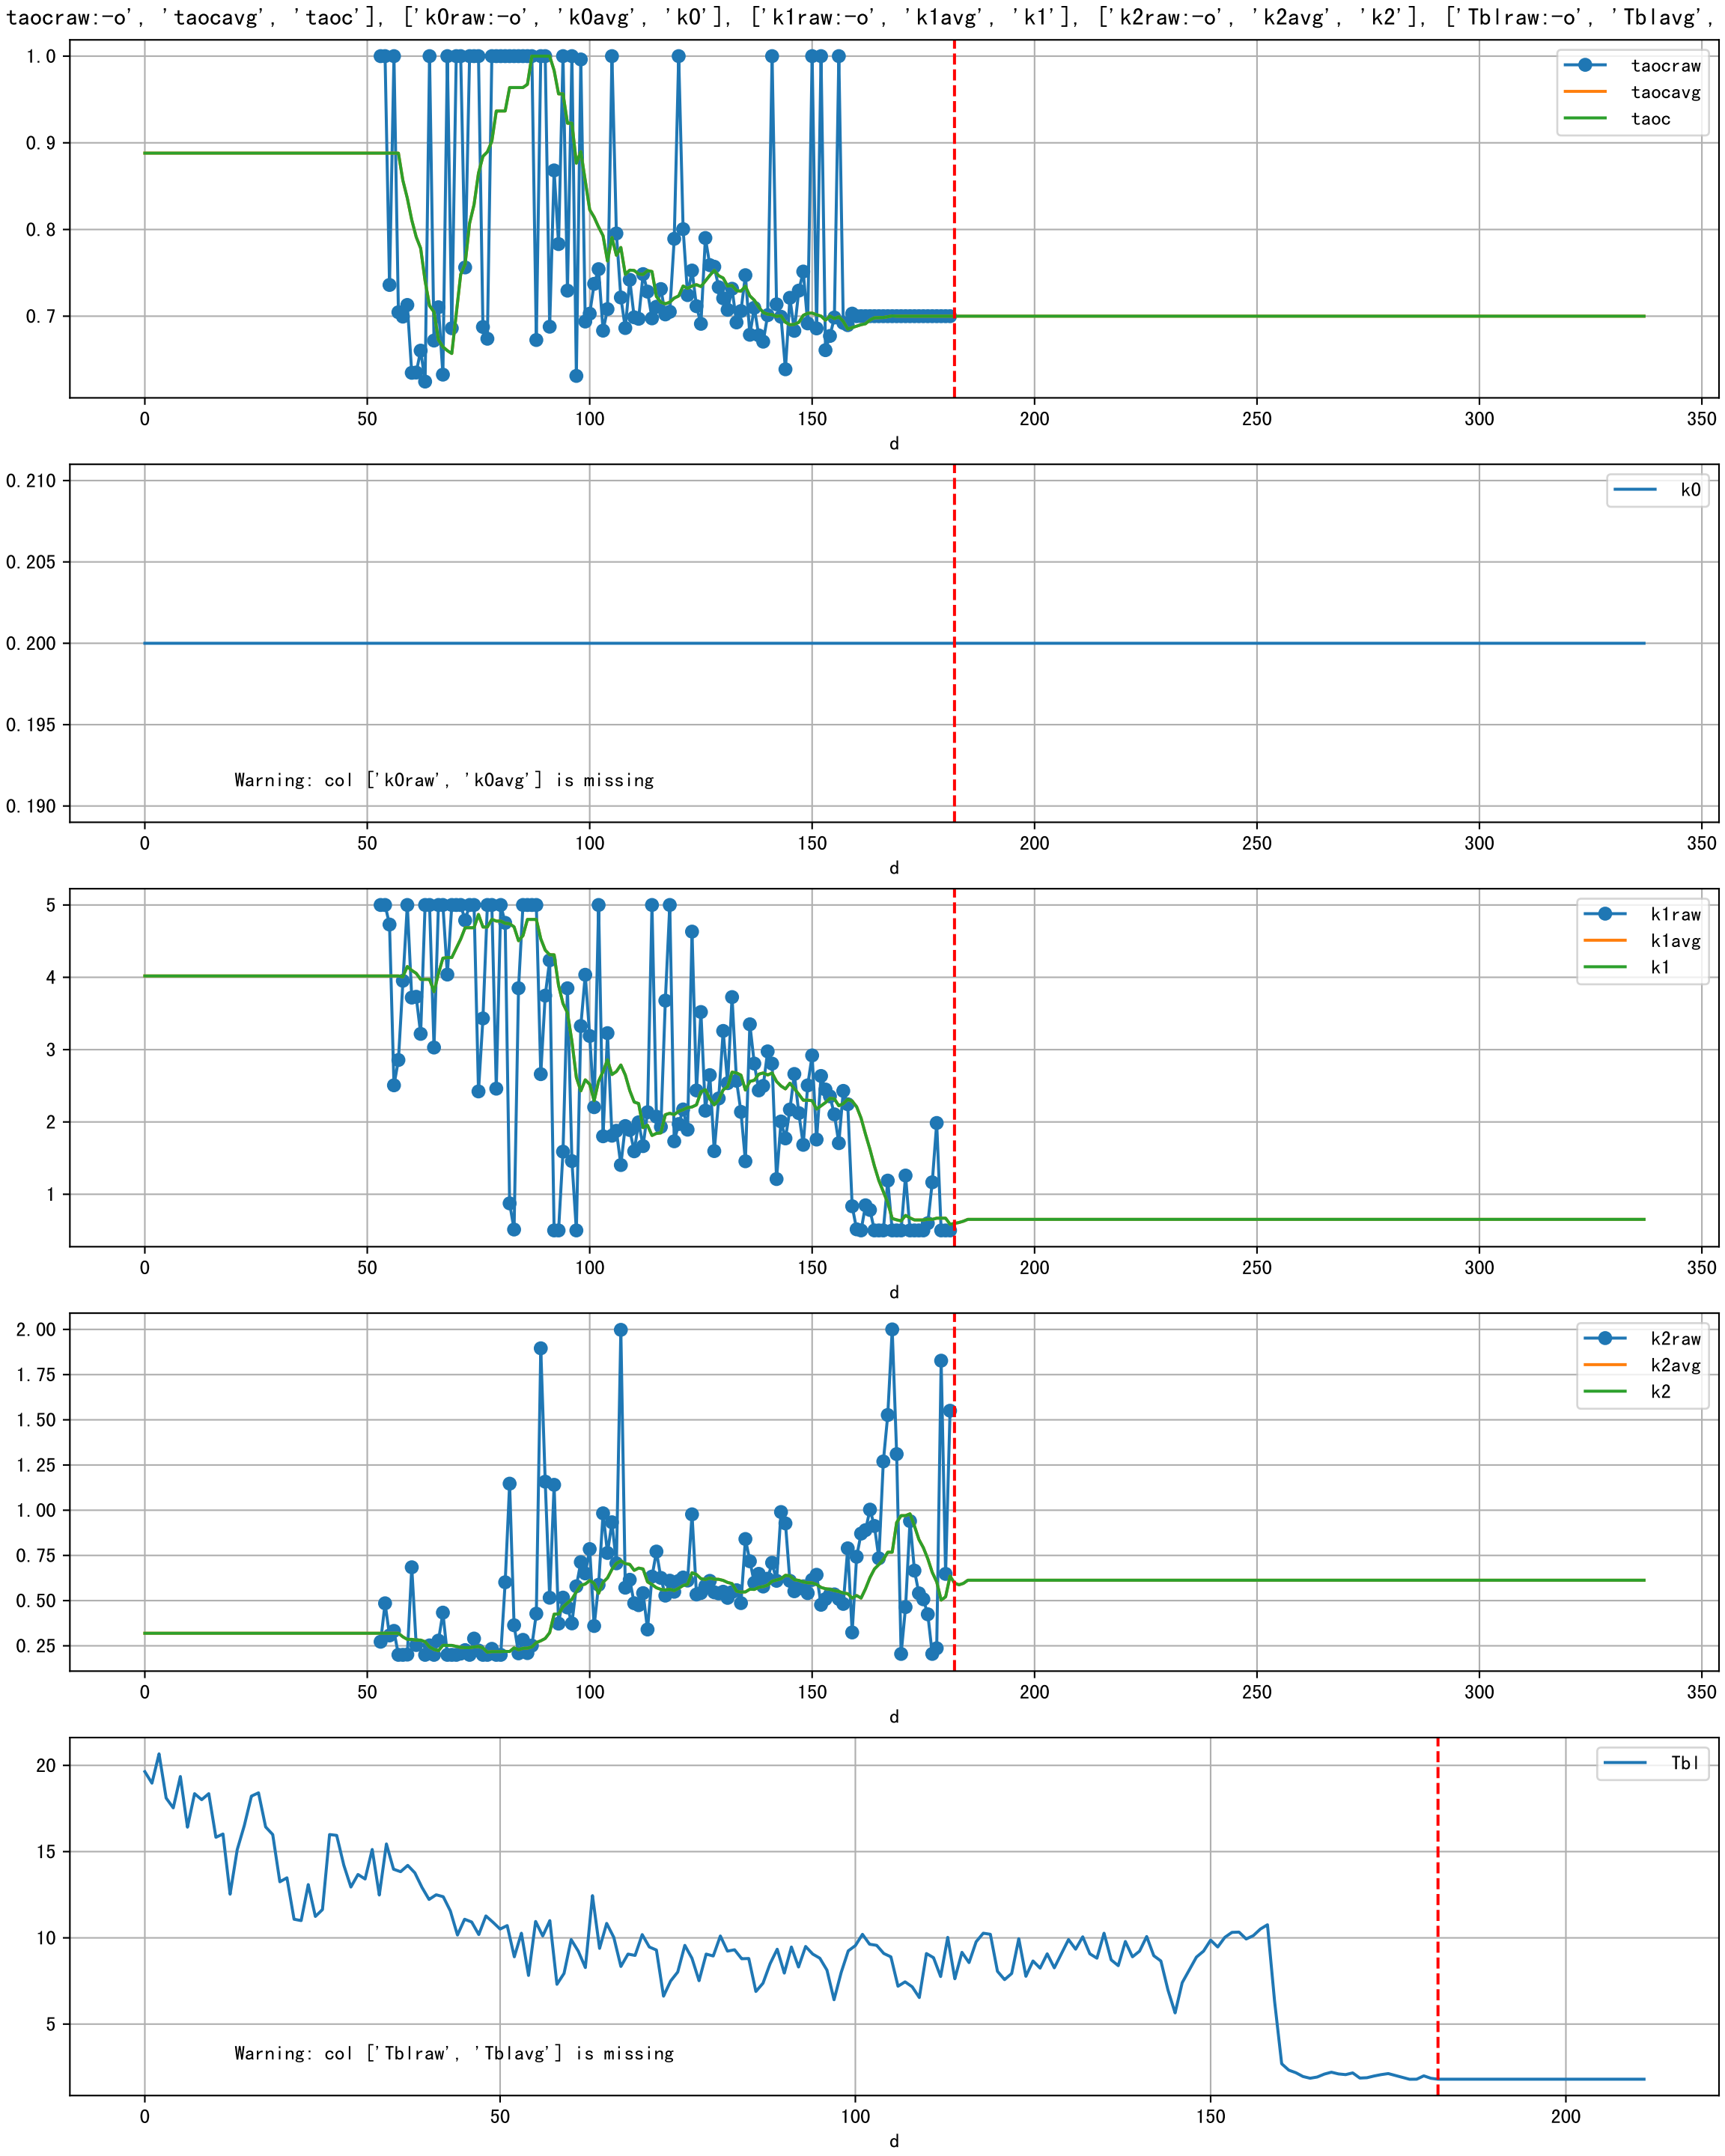 taocraw:-o', 'taocavg', 'taoc'], ['k0raw:-o', 'k0avg', 'k0'], ['k1raw:-o', 'k1avg', 'k1'], ['k2raw:-o', 'k2avg', 'k2'], ['Tblraw:-o', 'Tblavg',
1.0
0.9
0.8
0.7
taocraw
taocavg
taoc
0 50 100 150 200 250 300 350
d
0.210
0.205
0.200
0.195
0.190
k0
Warning: col ['k0raw', 'k0avg'] is missing
0 50 100 150 200 250 300 350
d
5
4
3
2
1
k1raw
k1avg
k1
0 50 100 150 200 250 300 350
d
2.00
1.75
1.50
1.25
1.00
0.75
0.50
0.25
k2raw
k2avg
k2
0 50 100 150 200 250 300 350
d
20
15
10
5
Tbl
Warning: col ['Tblraw', 'Tblavg'] is missing
0 50 100 150 200
d